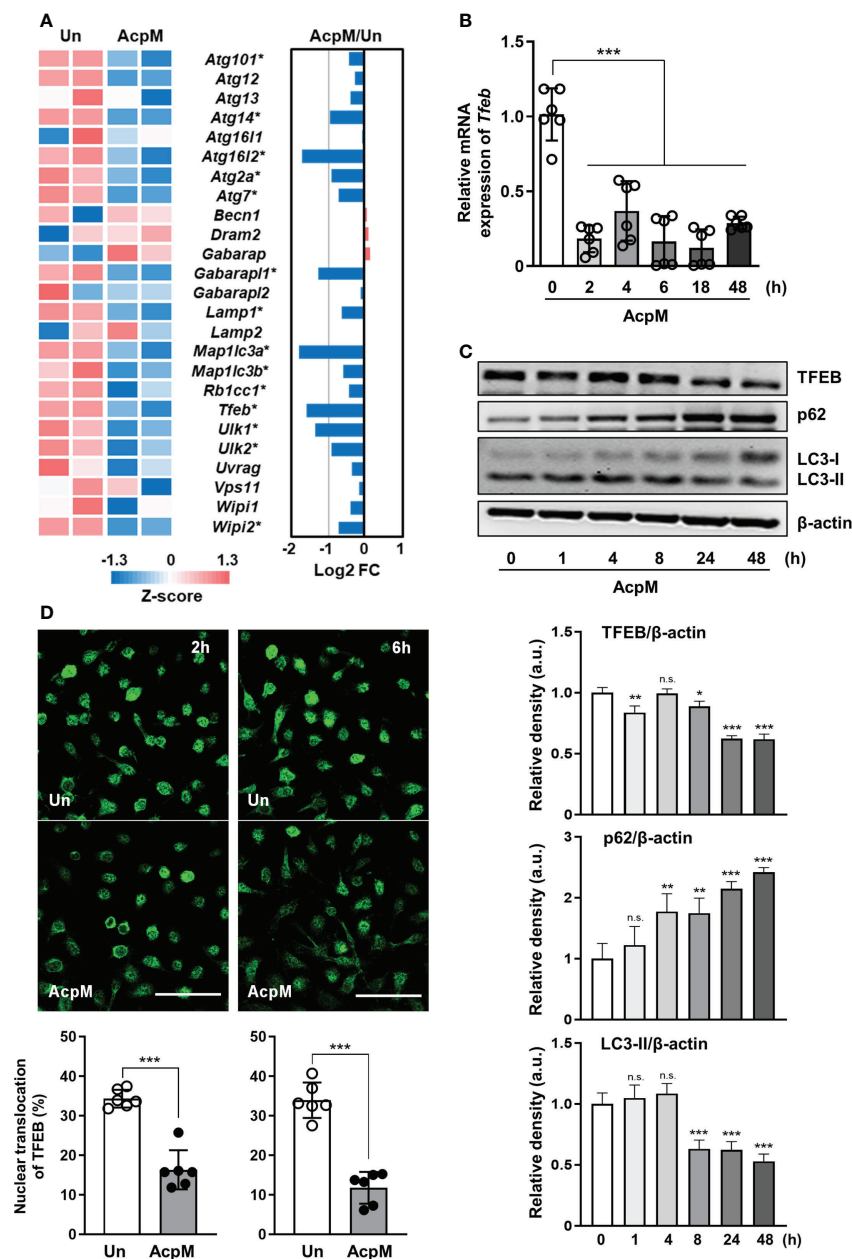 A
Un AcpM
AcpM/Un
Atg101*
Atg12
Atg13
Atg14*
Atg16l1
Atg16l2*
Atg2a*
Atg7*
Becn1
Dram2
Gabarap
Gabarapl1*
Gabarapl2
Lamp1*
Lamp2
Map1lc3a*
Map1lc3b*
Rb1cc1*
Tfeb*
Ulk1*
Ulk2*
Uvrag
Vps11
Wipi1
Wipi2*
-1.3 0 1.3
Z-score
-2 -1 0 1
Log2 FC
B
Relative mRNA
expression of Tfeb
1.5
1.0
0.5
0
***
0 2 4 6 18 48 (h)
AcpM
C
TFEB
p62
LC3-I
LC3-II
β-actin
0 1 4 8 24 48 (h)
AcpM
TFEB/β-actin
Relative density (a.u.)
1.5
1.0
0.5
0
** n.s. * *** ***
p62/β-actin
Relative density (a.u.)
3
2
1
0
n.s. ** ** *** ***
LC3-II/β-actin
Relative density (a.u.)
1.5
1.0
0.5
0
n.s. n.s. *** *** ***
0 1 4 8 24 48 (h)
AcpM
D
2h 6h
Un Un
AcpM AcpM
Nuclear translocation
of TFEB (%)
50
40
30
20
10
0
***
Un AcpM
50
40
30
20
10
0
***
Un AcpM